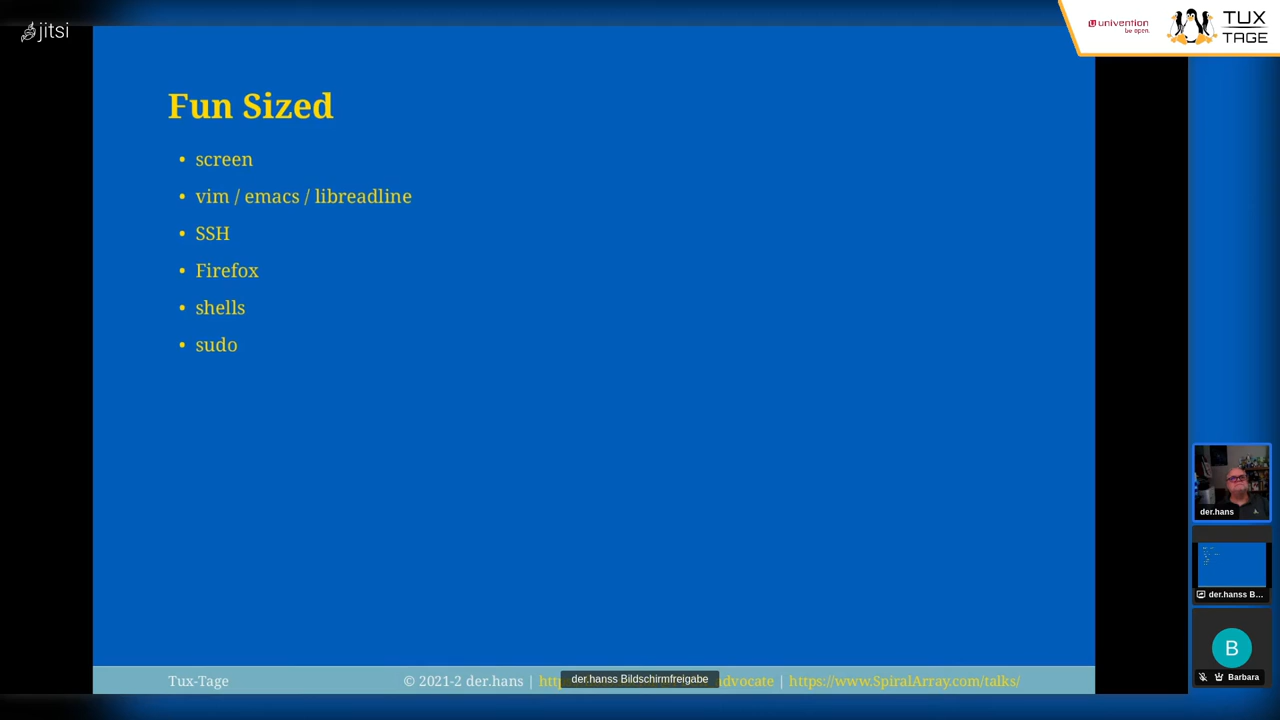 jitsi
univention
be open.
TUX
TAGE
Fun Sized
• screen
• vim / emacs / libreadline
• SSH
• Firefox
• shells
• sudo
der.hans
der.hanss B...
B
Barbara
Tux-Tage
© 2021-2 der.hans | advocate | https://www.SpiralArray.com/talks/
der.hanss Bildschirmfreigabe